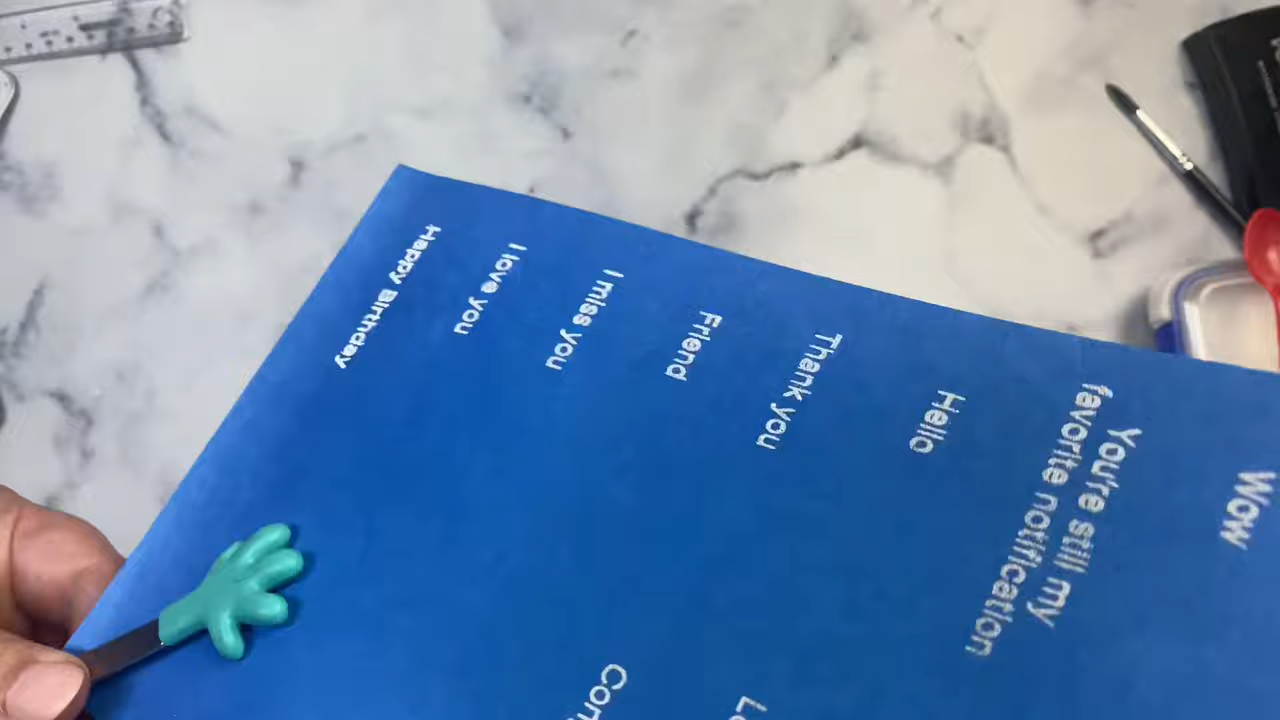 Happy Birthday
I love you
I miss you
Friend
Thank you
Hello
You're still my
favorite notification
Wow